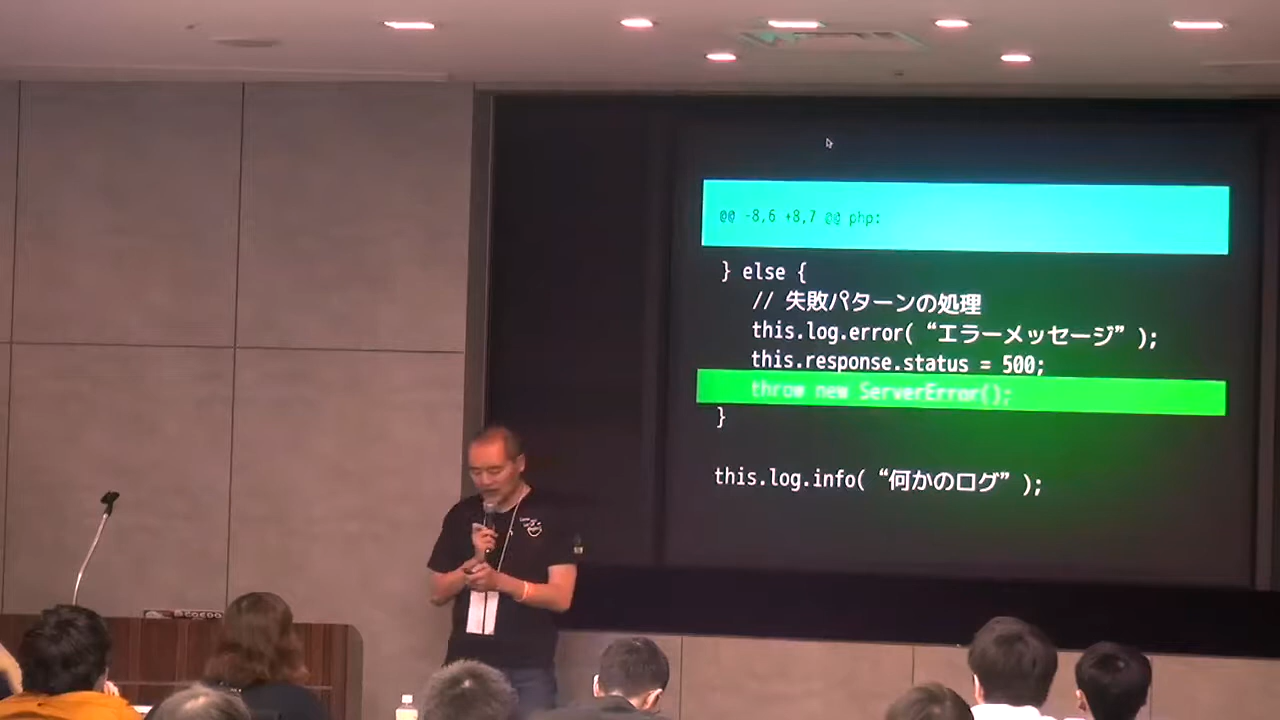 @@ -8,6 +8,7 @@ php:
} else {
// 失敗パターンの処理
this.log.error( “エラーメッセージ” );
this.response.status = 500;
throw new ServerError();
}
this.log.info( “何かのログ” );